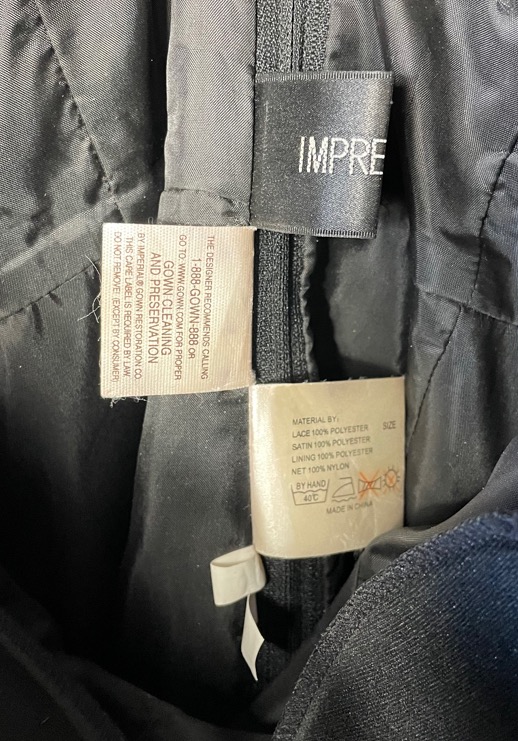 IMPRE
THE DESIGNER RECOMMENDS CALLING
1-888-GOWN-888 OR
GO TO: WWW.GOWN.COM FOR PROPER
GOWN CLEANING
AND PRESERVATION
BY IMPERIAL® GOWN RESTORATION CO.
THIS CARE LABEL IS REQUIRED BY LAW.
DO NOT REMOVE (EXCEPT BY CONSUMER)
MATERIAL BY: SIZE
LACE 100% POLYESTER
SATIN 100% POLYESTER
LINING 100% POLYESTER
NET 100% NYLON
BY HAND
40℃
MADE IN CHINA